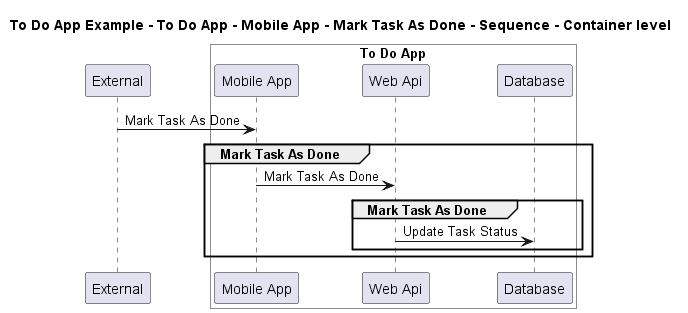 To Do App Example - To Do App - Mobile App - Mark Task As Done - Sequence - Container level
To Do App
External
Mobile App
Web Api
Database
Mark Task As Done
Mark Task As Done
Mark Task As Done
Mark Task As Done
Update Task Status
External
Mobile App
Web Api
Database